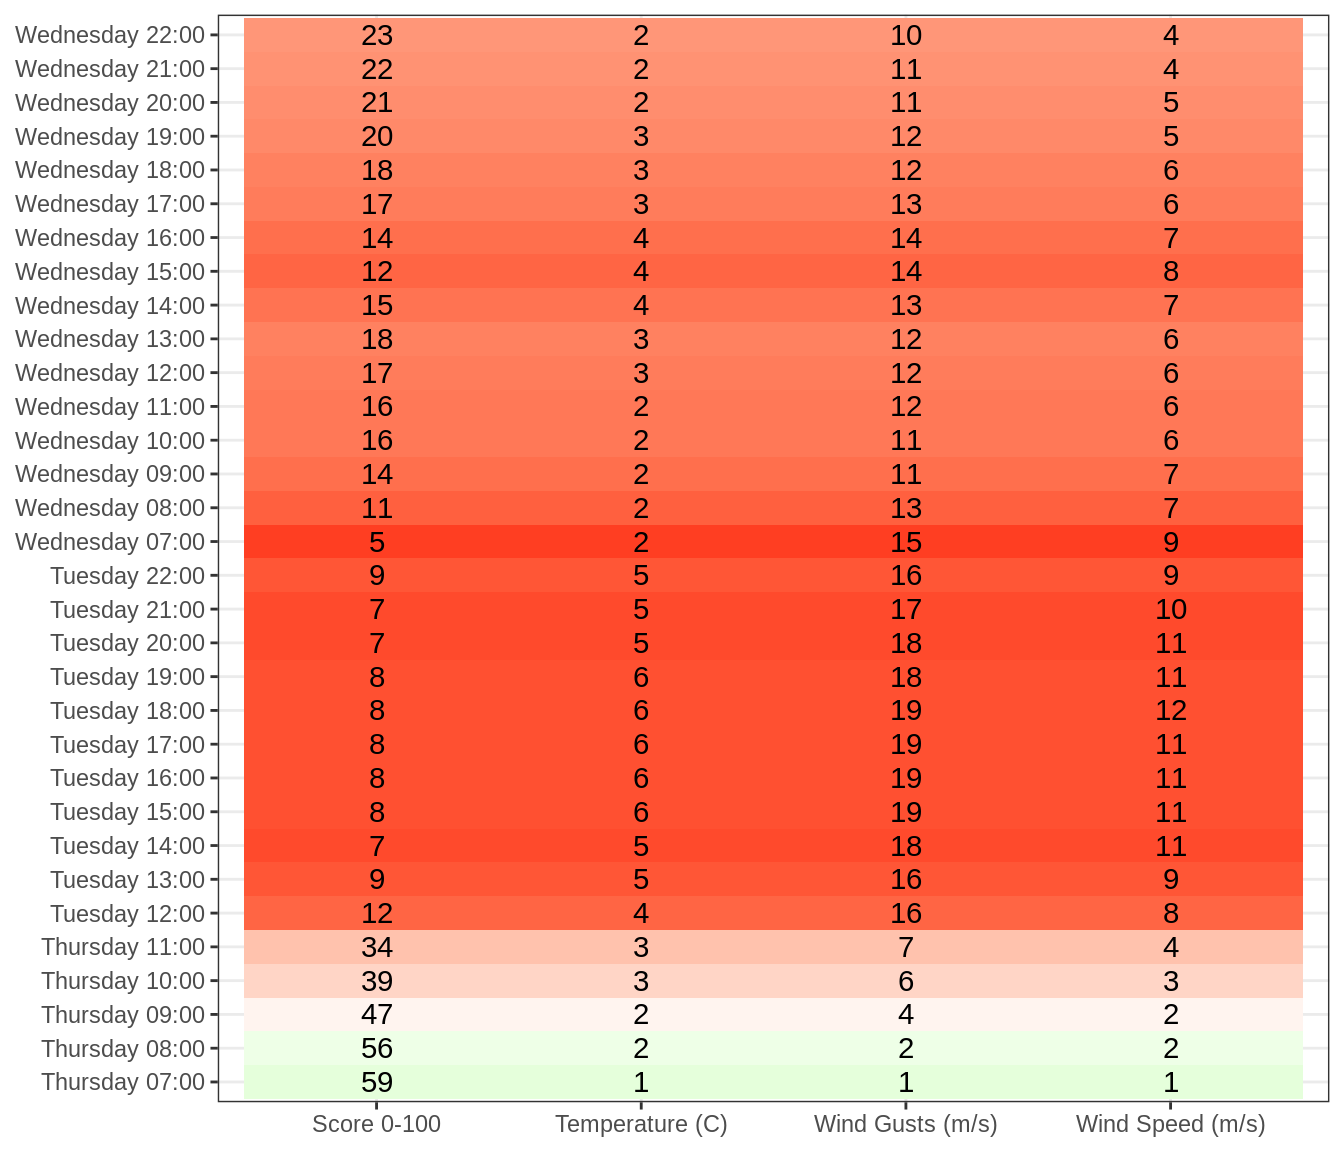 Wednesday 22:00 23 2 10 4
Wednesday 21:00 22 2 11 4
Wednesday 20:00 21 2 11 5
Wednesday 19:00 20 3 12 5
Wednesday 18:00 18 3 12 6
Wednesday 17:00 17 3 13 6
Wednesday 16:00 14 4 14 7
Wednesday 15:00 12 4 14 8
Wednesday 14:00 15 4 13 7
Wednesday 13:00 18 3 12 6
Wednesday 12:00 17 3 12 6
Wednesday 11:00 16 2 12 6
Wednesday 10:00 16 2 11 6
Wednesday 09:00 14 2 11 7
Wednesday 08:00 11 2 13 7
Wednesday 07:00 5 2 15 9
Tuesday 22:00 9 5 16 9
Tuesday 21:00 7 5 17 10
Tuesday 20:00 7 5 18 11
Tuesday 19:00 8 6 18 11
Tuesday 18:00 8 6 19 12
Tuesday 17:00 8 6 19 11
Tuesday 16:00 8 6 19 11
Tuesday 15:00 8 6 19 11
Tuesday 14:00 7 5 18 11
Tuesday 13:00 9 5 16 9
Tuesday 12:00 12 4 16 8
Thursday 11:00 34 3 7 4
Thursday 10:00 39 3 6 3
Thursday 09:00 47 2 4 2
Thursday 08:00 56 2 2 2
Thursday 07:00 59 1 1 1
Score 0-100 Temperature (C) Wind Gusts (m/s) Wind Speed (m/s)